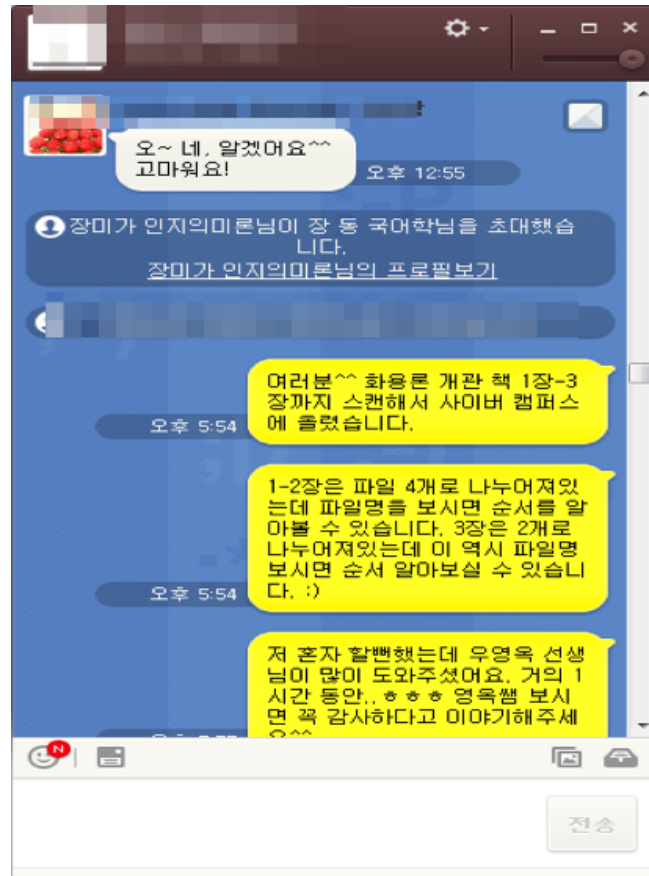 오~ 네, 알겠어요^^
고마워요!
오후 12:55
장미가 인지의미론님이 장 동 국어학님을 초대했습
니다.
장미가 인지의미론님의 프로필보기
여러분^^ 화용론 개관 책 1장-3
장까지 스캔해서 사이버 캠퍼스
에 올렸습니다.
오후 5:54
1-2장은 파일 4개로 나누어져있
는데 파일명을 보시면 순서를 알
아볼 수 있습니다. 3장은 2개로
나누어져있는데 이 역시 파일명
보시면 순서 알아보실 수 있습니
다. :)
오후 5:54
저 혼자 할뻔했는데 우영옥 선생
님이 많이 도와주셨어요. 거의 1
시간 동안.. ㅎㅎㅎ 영옥쌤 보시
면 꼭 감사하다고 이야기해주세
요^^
N
전송